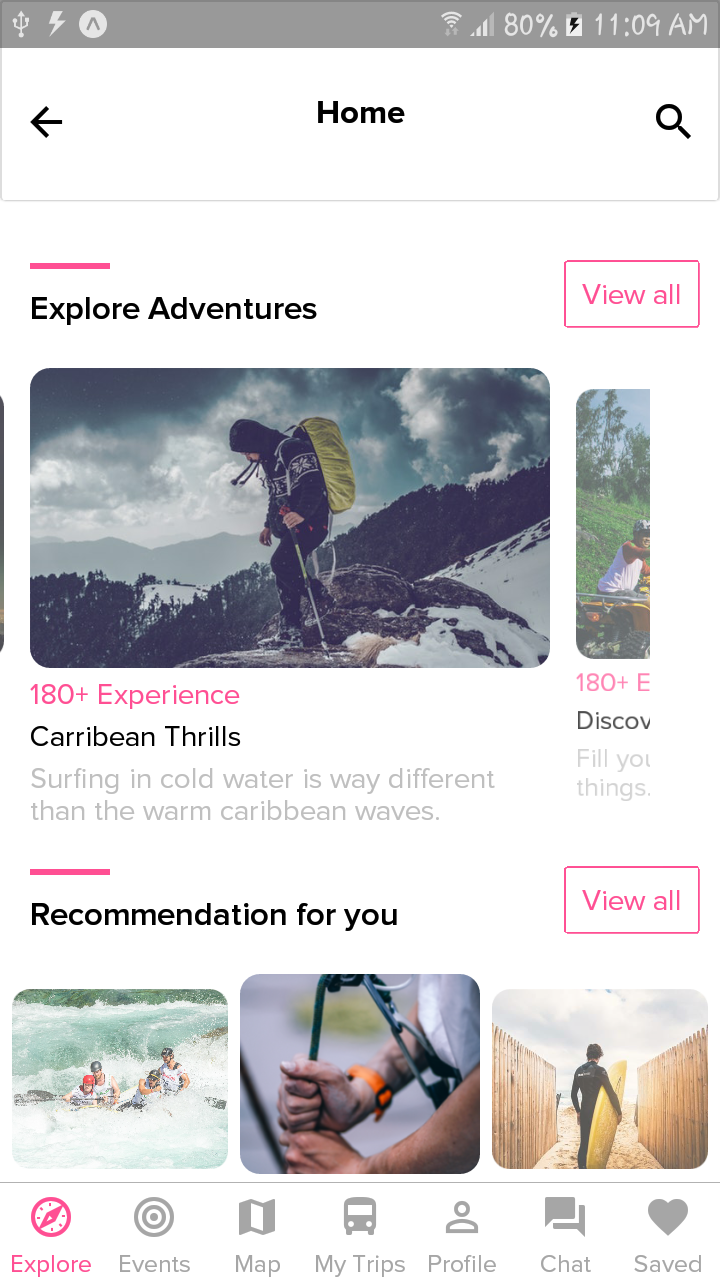 80% 11:09 AM
Home
Explore Adventures
View all
180+ Experience
Carribean Thrills
Surfing in cold water is way different
than the warm caribbean waves.
180+ E
Discov
Fill you
things.
Recommendation for you
View all
Explore Events Map My Trips Profile Chat Saved